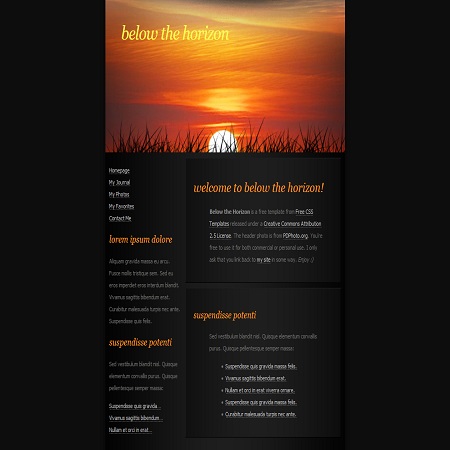 below the horizon
Homepage
My Journal
My Photos
My Favorites
Contact Me
lorem ipsum dolore
Aliquam gravida massa eu arcu.
Fusce mollis tristique sem. Sed eu
eros imperdiet eros interdum blandit.
Vivamus sagittis bibendum erat.
Curabitur malesuada turpis nec ante.
Suspendisse quis felis.
suspendisse potenti
Sed vestibulum blandit nisl. Quisque
elementum convallis purus. Quisque
pellentesque semper massa:
Suspendisse quis gravida...
Vivamus sagittis bibendum...
Nullam et orci in erat...
welcome to below the horizon!
Below the Horizon is a free template from Free CSS
Templates released under a Creative Commons Attribution
2.5 License. The header photo is from PDPhoto.org. You're
free to use it for both commercial or personal use. I only
ask that you link back to my site in some way. Enjoy :)
suspendisse potenti
Sed vestibulum blandit nisl. Quisque elementum convallis
purus. Quisque pellentesque semper massa:
Suspendisse quis gravida massa felis.
Vivamus sagittis bibendum erat.
Nullam et orci in erat viverra ornare.
Suspendisse quis gravida massa felis.
Curabitur malesuada turpis nec ante.